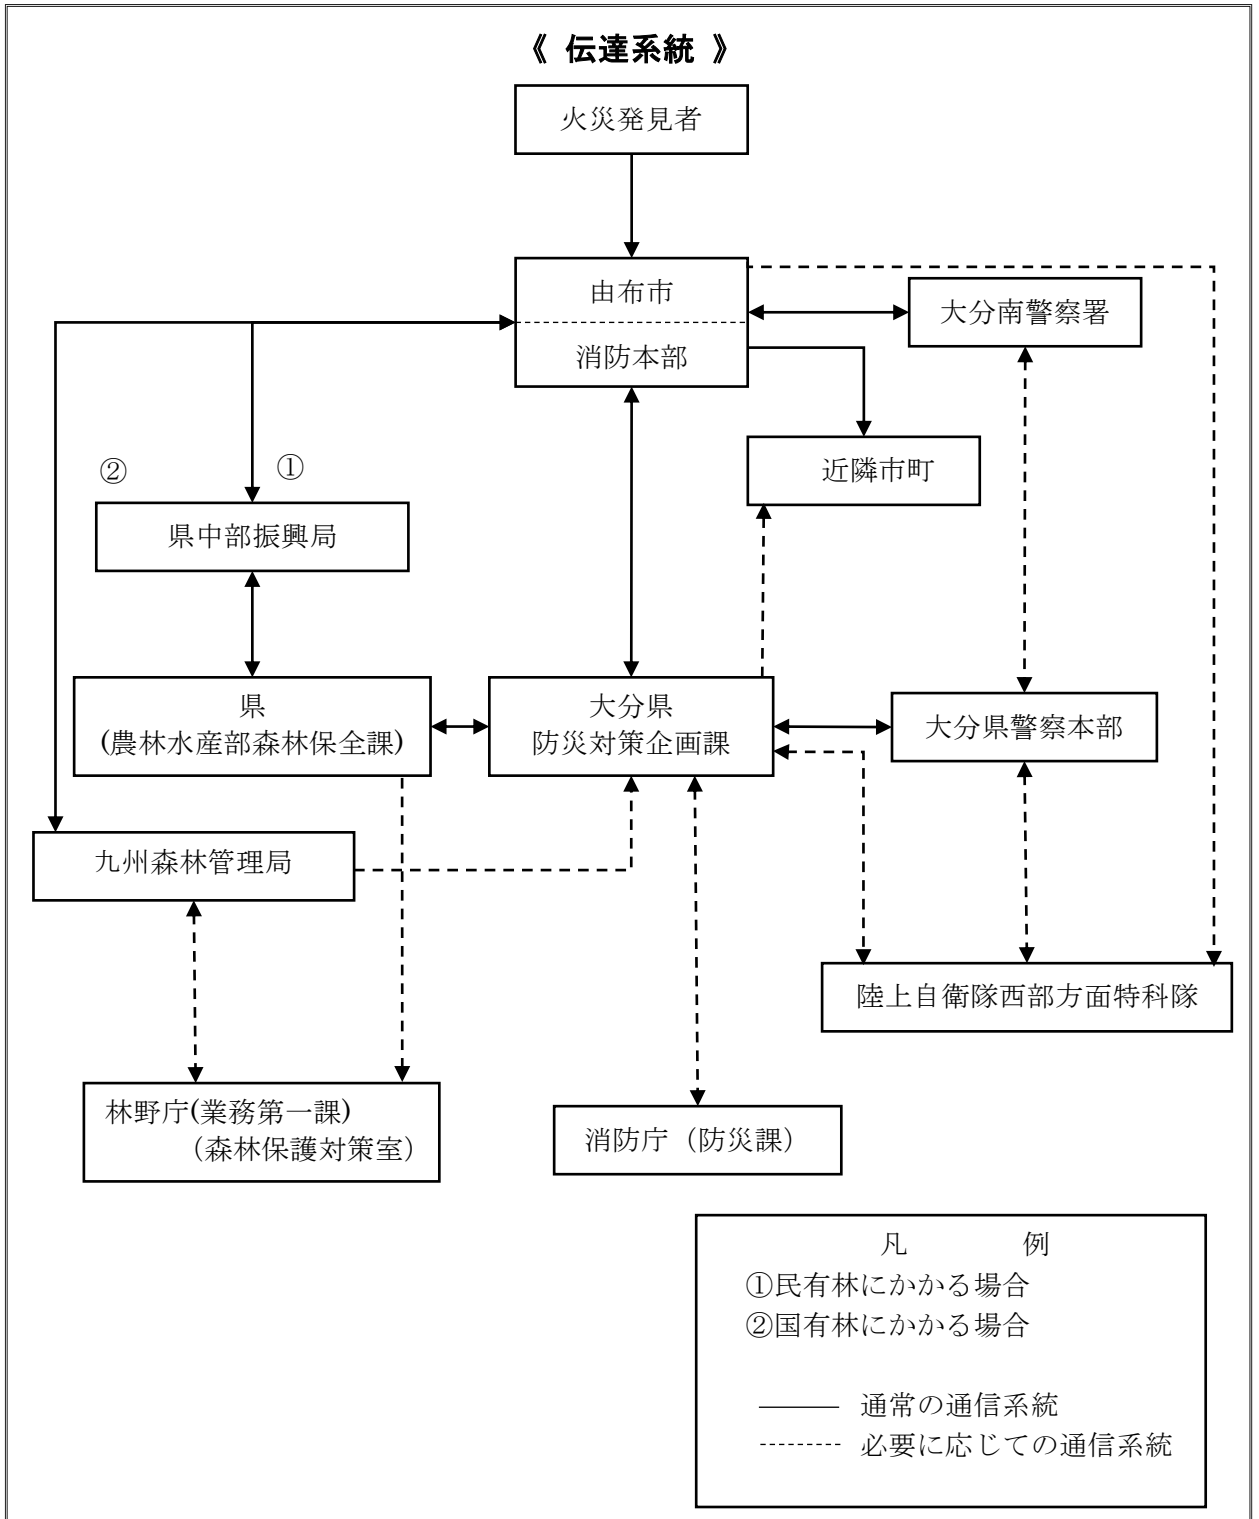 《 伝達系統 》
火災発見者
由布市
消防本部
大分南警察署
近隣市町
②
①
県中部振興局
県
(農林水産部森林保全課)
大分県
防災対策企画課
大分県警察本部
九州森林管理局
陸上自衛隊西部方面特科隊
林野庁(業務第一課)
（森林保護対策室）
消防庁（防災課）
凡 例
①民有林にかかる場合
②国有林にかかる場合
通常の通信系統
必要に応じての通信系統